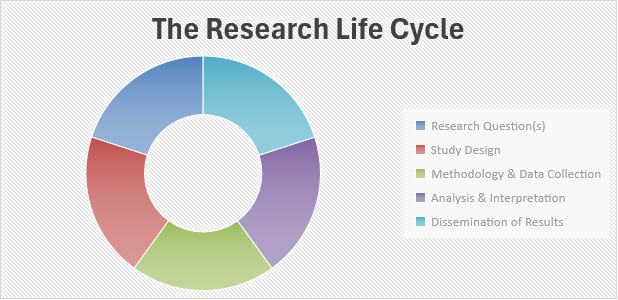 The Research Life Cycle
Research Question(s)
Study Design
Methodology & Data Collection
Analysis & Interpretation
Dissemination of Results